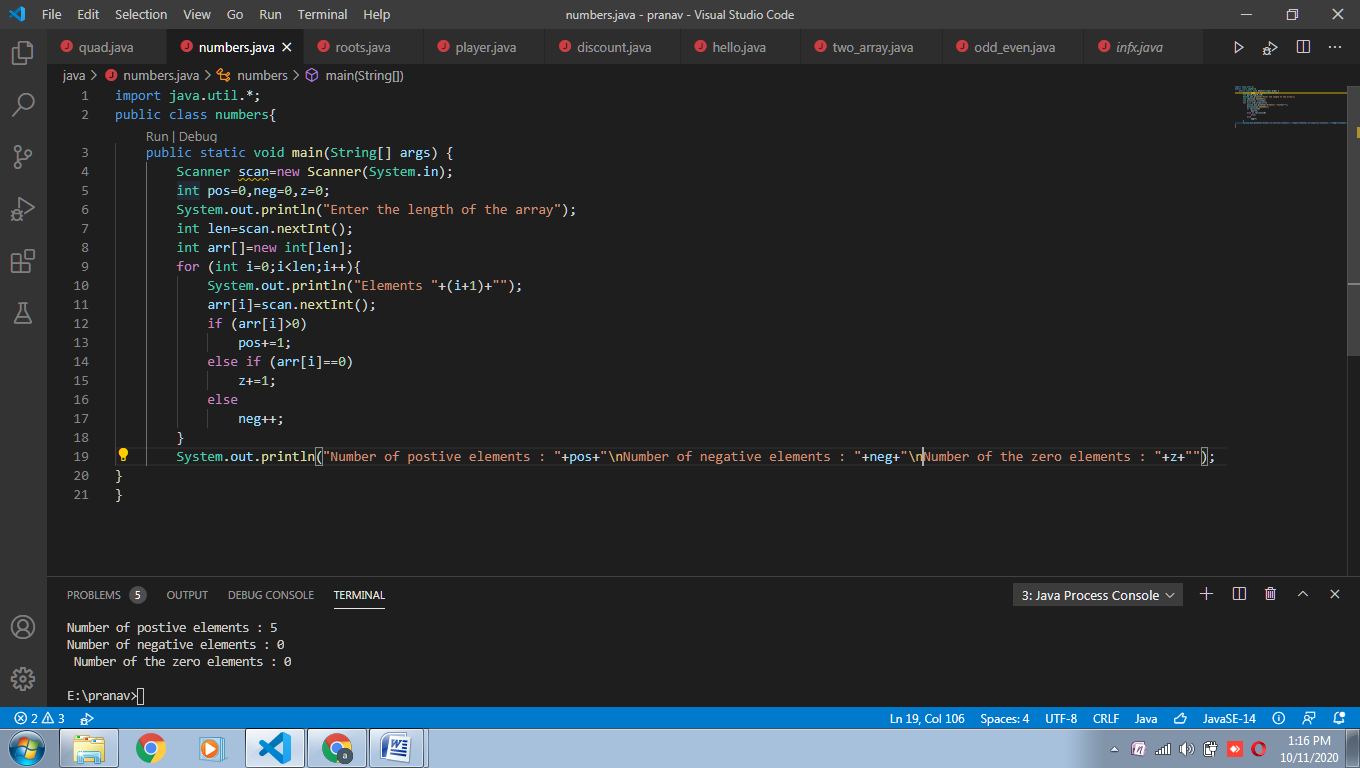 File Edit Selection View Go Run Terminal Help numbers.java - pranav - Visual Studio Code
quad.java numbers.java roots.java player.java discount.java hello.java two_array.java odd_even.java infx.java
java > numbers.java > numbers > main(String[])
1 import java.util.*;
2 public class numbers{
Run | Debug
3 public static void main(String[] args) {
4 Scanner scan=new Scanner(System.in);
5 int pos=0,neg=0,z=0;
6 System.out.println("Enter the length of the array");
7 int len=scan.nextInt();
8 int arr[]=new int[len];
9 for (int i=0;i<len;i++){
10 System.out.println("Elements "+(i+1)+"");
11 arr[i]=scan.nextInt();
12 if (arr[i]>0)
13 pos+=1;
14 else if (arr[i]==0)
15 z+=1;
16 else
17 neg++;
18 }
19 System.out.println("Number of postive elements : "+pos+"\nNumber of negative elements : "+neg+"\nNumber of the zero elements : "+z+"");
20 }
21 }
PROBLEMS 5 OUTPUT DEBUG CONSOLE TERMINAL 3: Java Process Console
Number of postive elements : 5
Number of negative elements : 0
Number of the zero elements : 0
E:\pranav>
2 3 Ln 19, Col 106 Spaces: 4 UTF-8 CRLF Java JavaSE-14
1:16 PM
10/11/2020